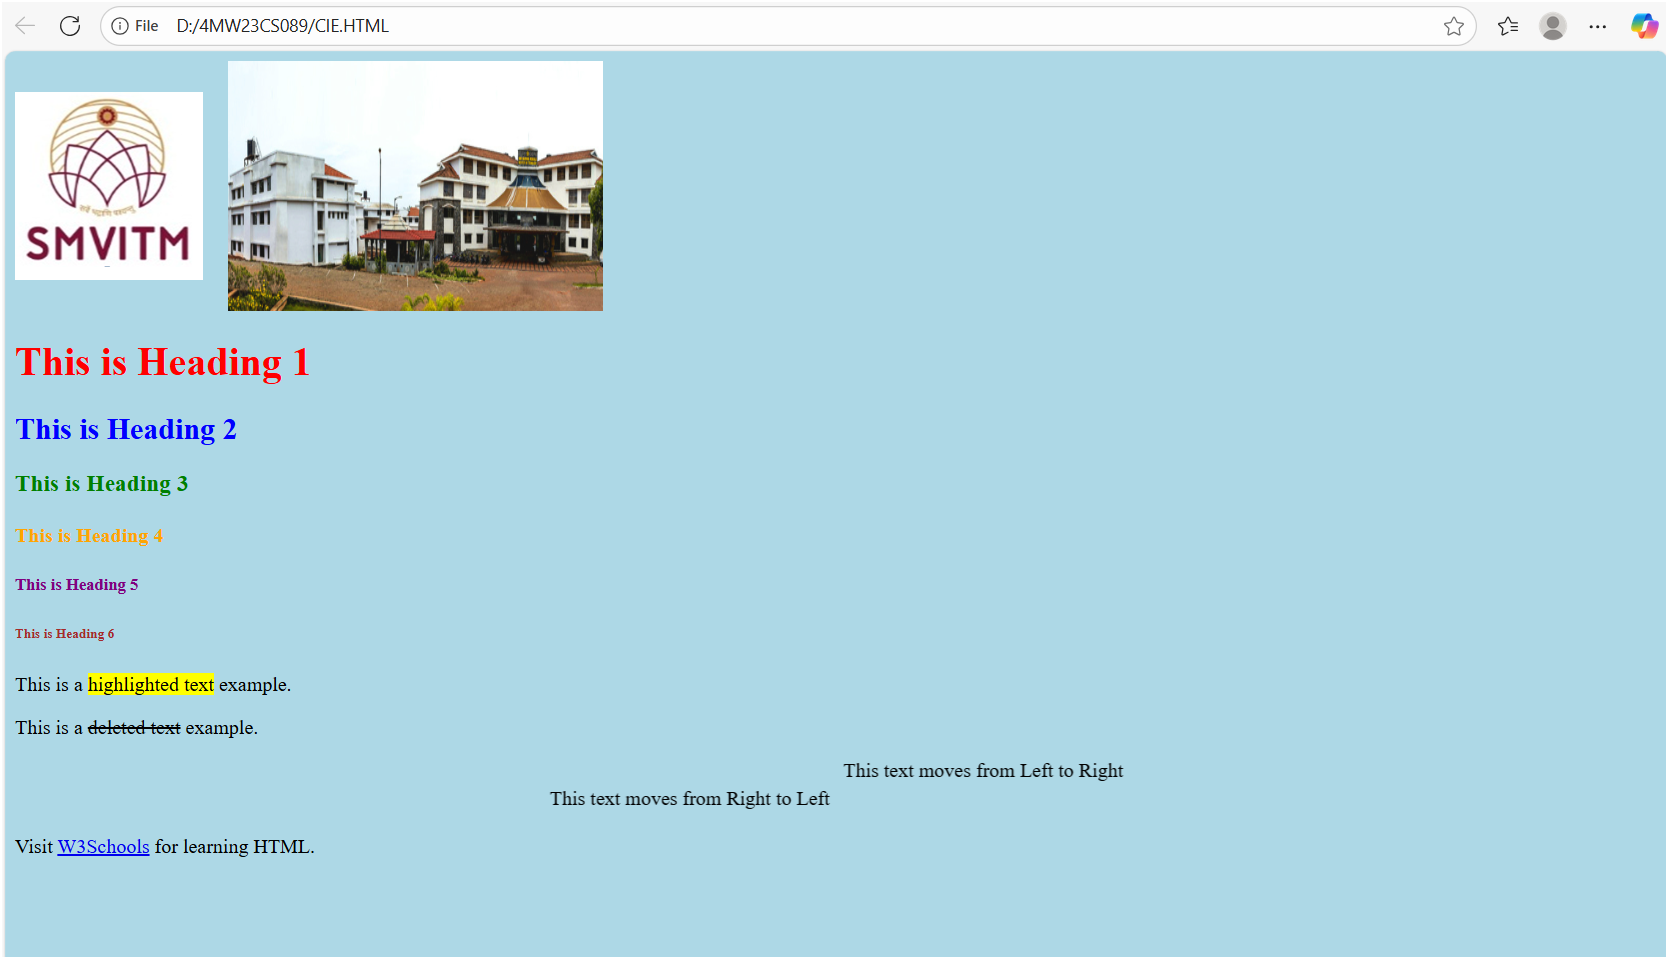 File D:/4MW23CS089/CIE.HTML
SMVITM
This is Heading 1
This is Heading 2
This is Heading 3
This is Heading 4
This is Heading 5
This is Heading 6
This is a highlighted text example.
This is a deleted text example.
This text moves from Left to Right
This text moves from Right to Left
Visit W3Schools for learning HTML.